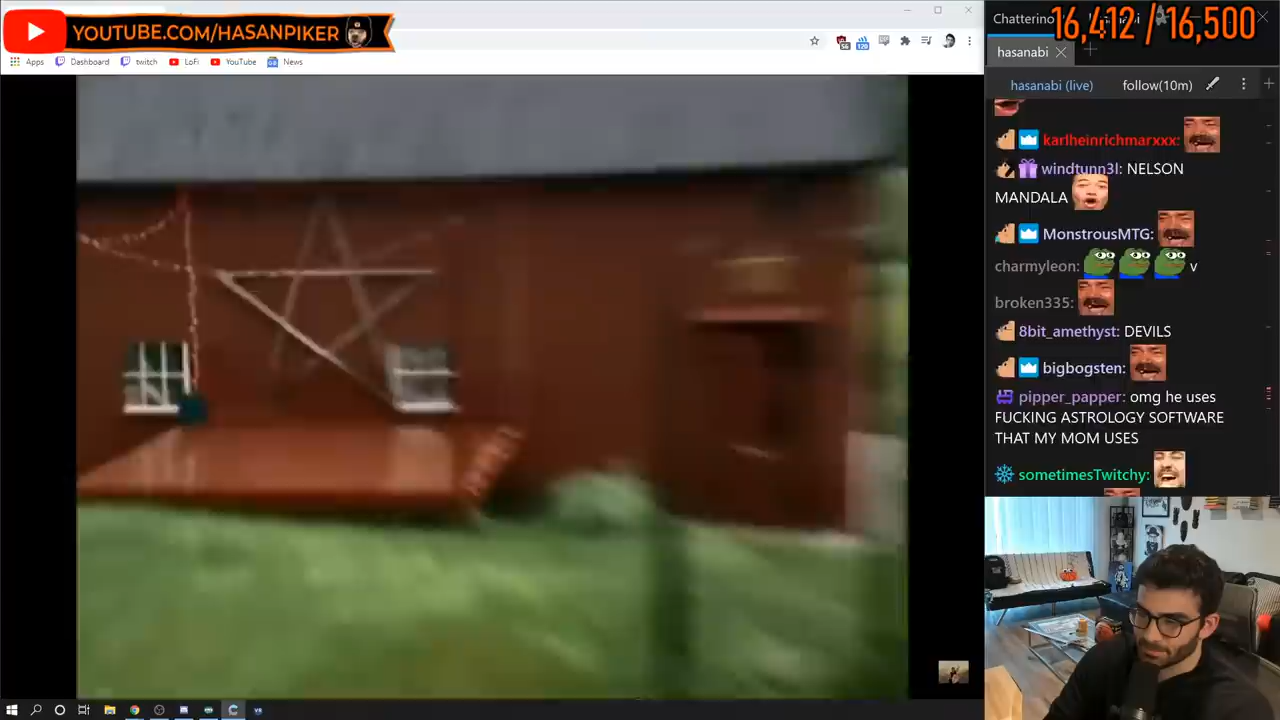 YOUTUBE.COM/HASANPIKER
Chatterino
16,412 / 16,500
56
120
Apps
Dashboard
twitch
LoFi
YouTube
News
hasanabi
hasanabi (live)
follow(10m)
karlheinrichmarxxx:
windtunn3l: NELSON
MANDALA
MonstrousMTG:
charmyleon: v
broken335:
8bit_amethyst: DEVILS
bigbogsten:
pipper_papper: omg he uses
FUCKING ASTROLOGY SOFTWARE
THAT MY MOM USES
sometimesTwitchy: